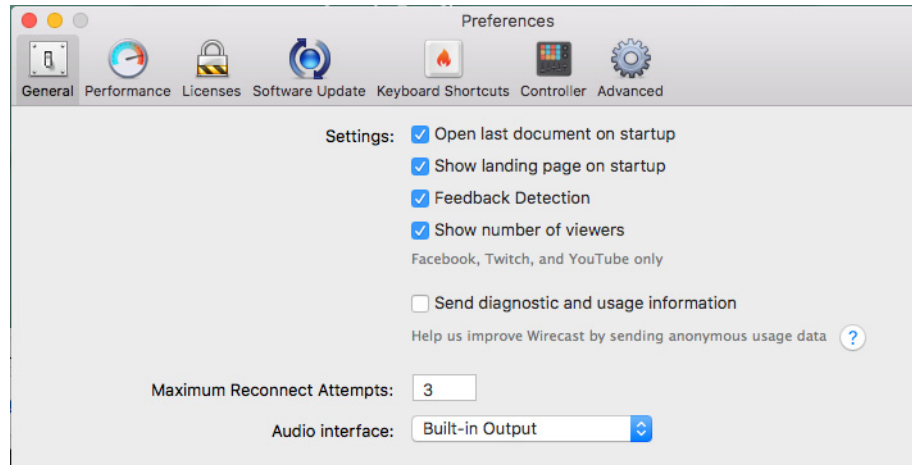 Preferences
General Performance Licenses Software Update Keyboard Shortcuts Controller Advanced
Settings: Open last document on startup
Show landing page on startup
Feedback Detection
Show number of viewers
Facebook, Twitch, and YouTube only
Send diagnostic and usage information
Help us improve Wirecast by sending anonymous usage data ?
Maximum Reconnect Attempts: 3
Audio interface: Built-in Output